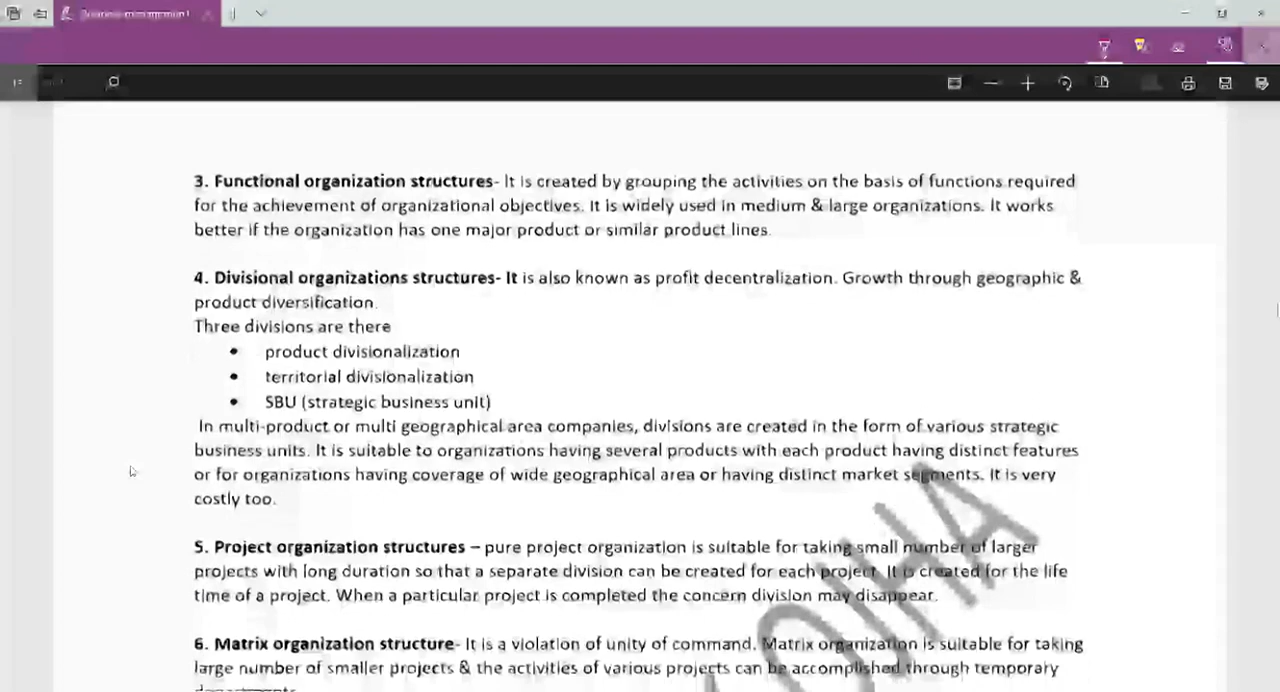 3. Functional organization structures- It is created by grouping the activities on the basis of functions required
for the achievement of organizational objectives. It is widely used in medium & large organizations. It works
better if the organization has one major product or similar product lines.
4. Divisional organizations structures- It is also known as profit decentralization. Growth through geographic &
product diversification.
Three divisions are there
• product divisionalization
• territorial divisionalization
• SBU (strategic business unit)
In multi-product or multi geographical area companies, divisions are created in the form of various strategic
business units. It is suitable to organizations having several products with each product having distinct features
or for organizations having coverage of wide geographical area or having distinct market segments. It is very
costly too.
5. Project organization structures – pure project organization is suitable for taking small number of larger
projects with long duration so that a separate division can be created for each project. It is created for the life
time of a project. When a particular project is completed the concern division may disappear.
6. Matrix organization structure- It is a violation of unity of command. Matrix organization is suitable for taking
large number of smaller projects & the activities of various projects can be accomplished through temporary